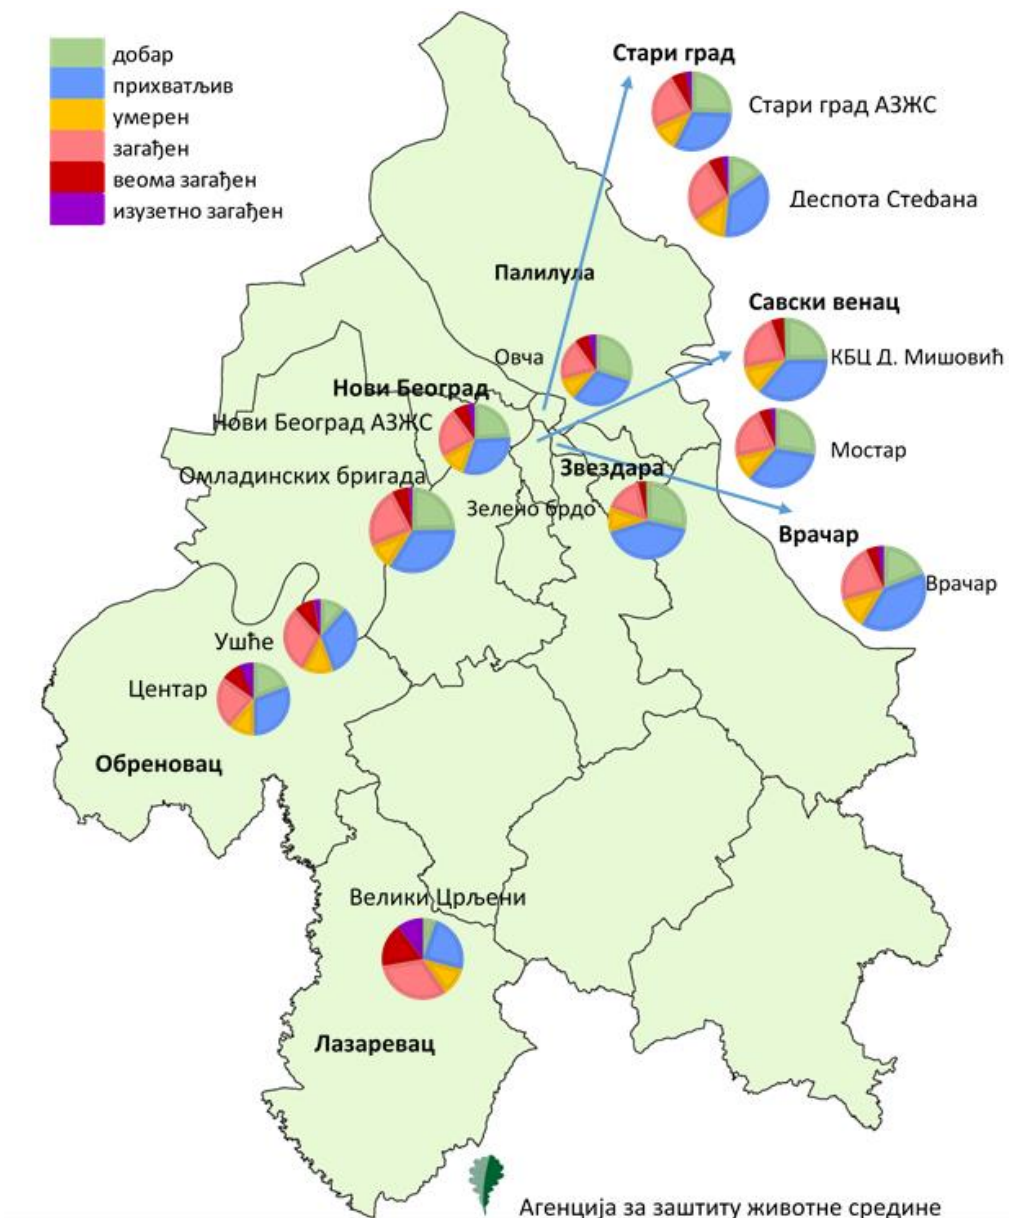 добар
прихватљив
умерен
загађен
веома загађен
изузетно загађен
Стари град
Стари град АЗЖС
Деспота Стефана
Палилула
Савски венац
Овча
КБЦ Д. Мишовић
Нови Београд
Нови Београд АЗЖС
Мостар
Омладинских бригада
Звездара
Зелено брдо
Врачар
Врачар
Ушће
Центар
Обреновац
Велики Црљени
Лазаревац
Агенција за заштиту животне средине